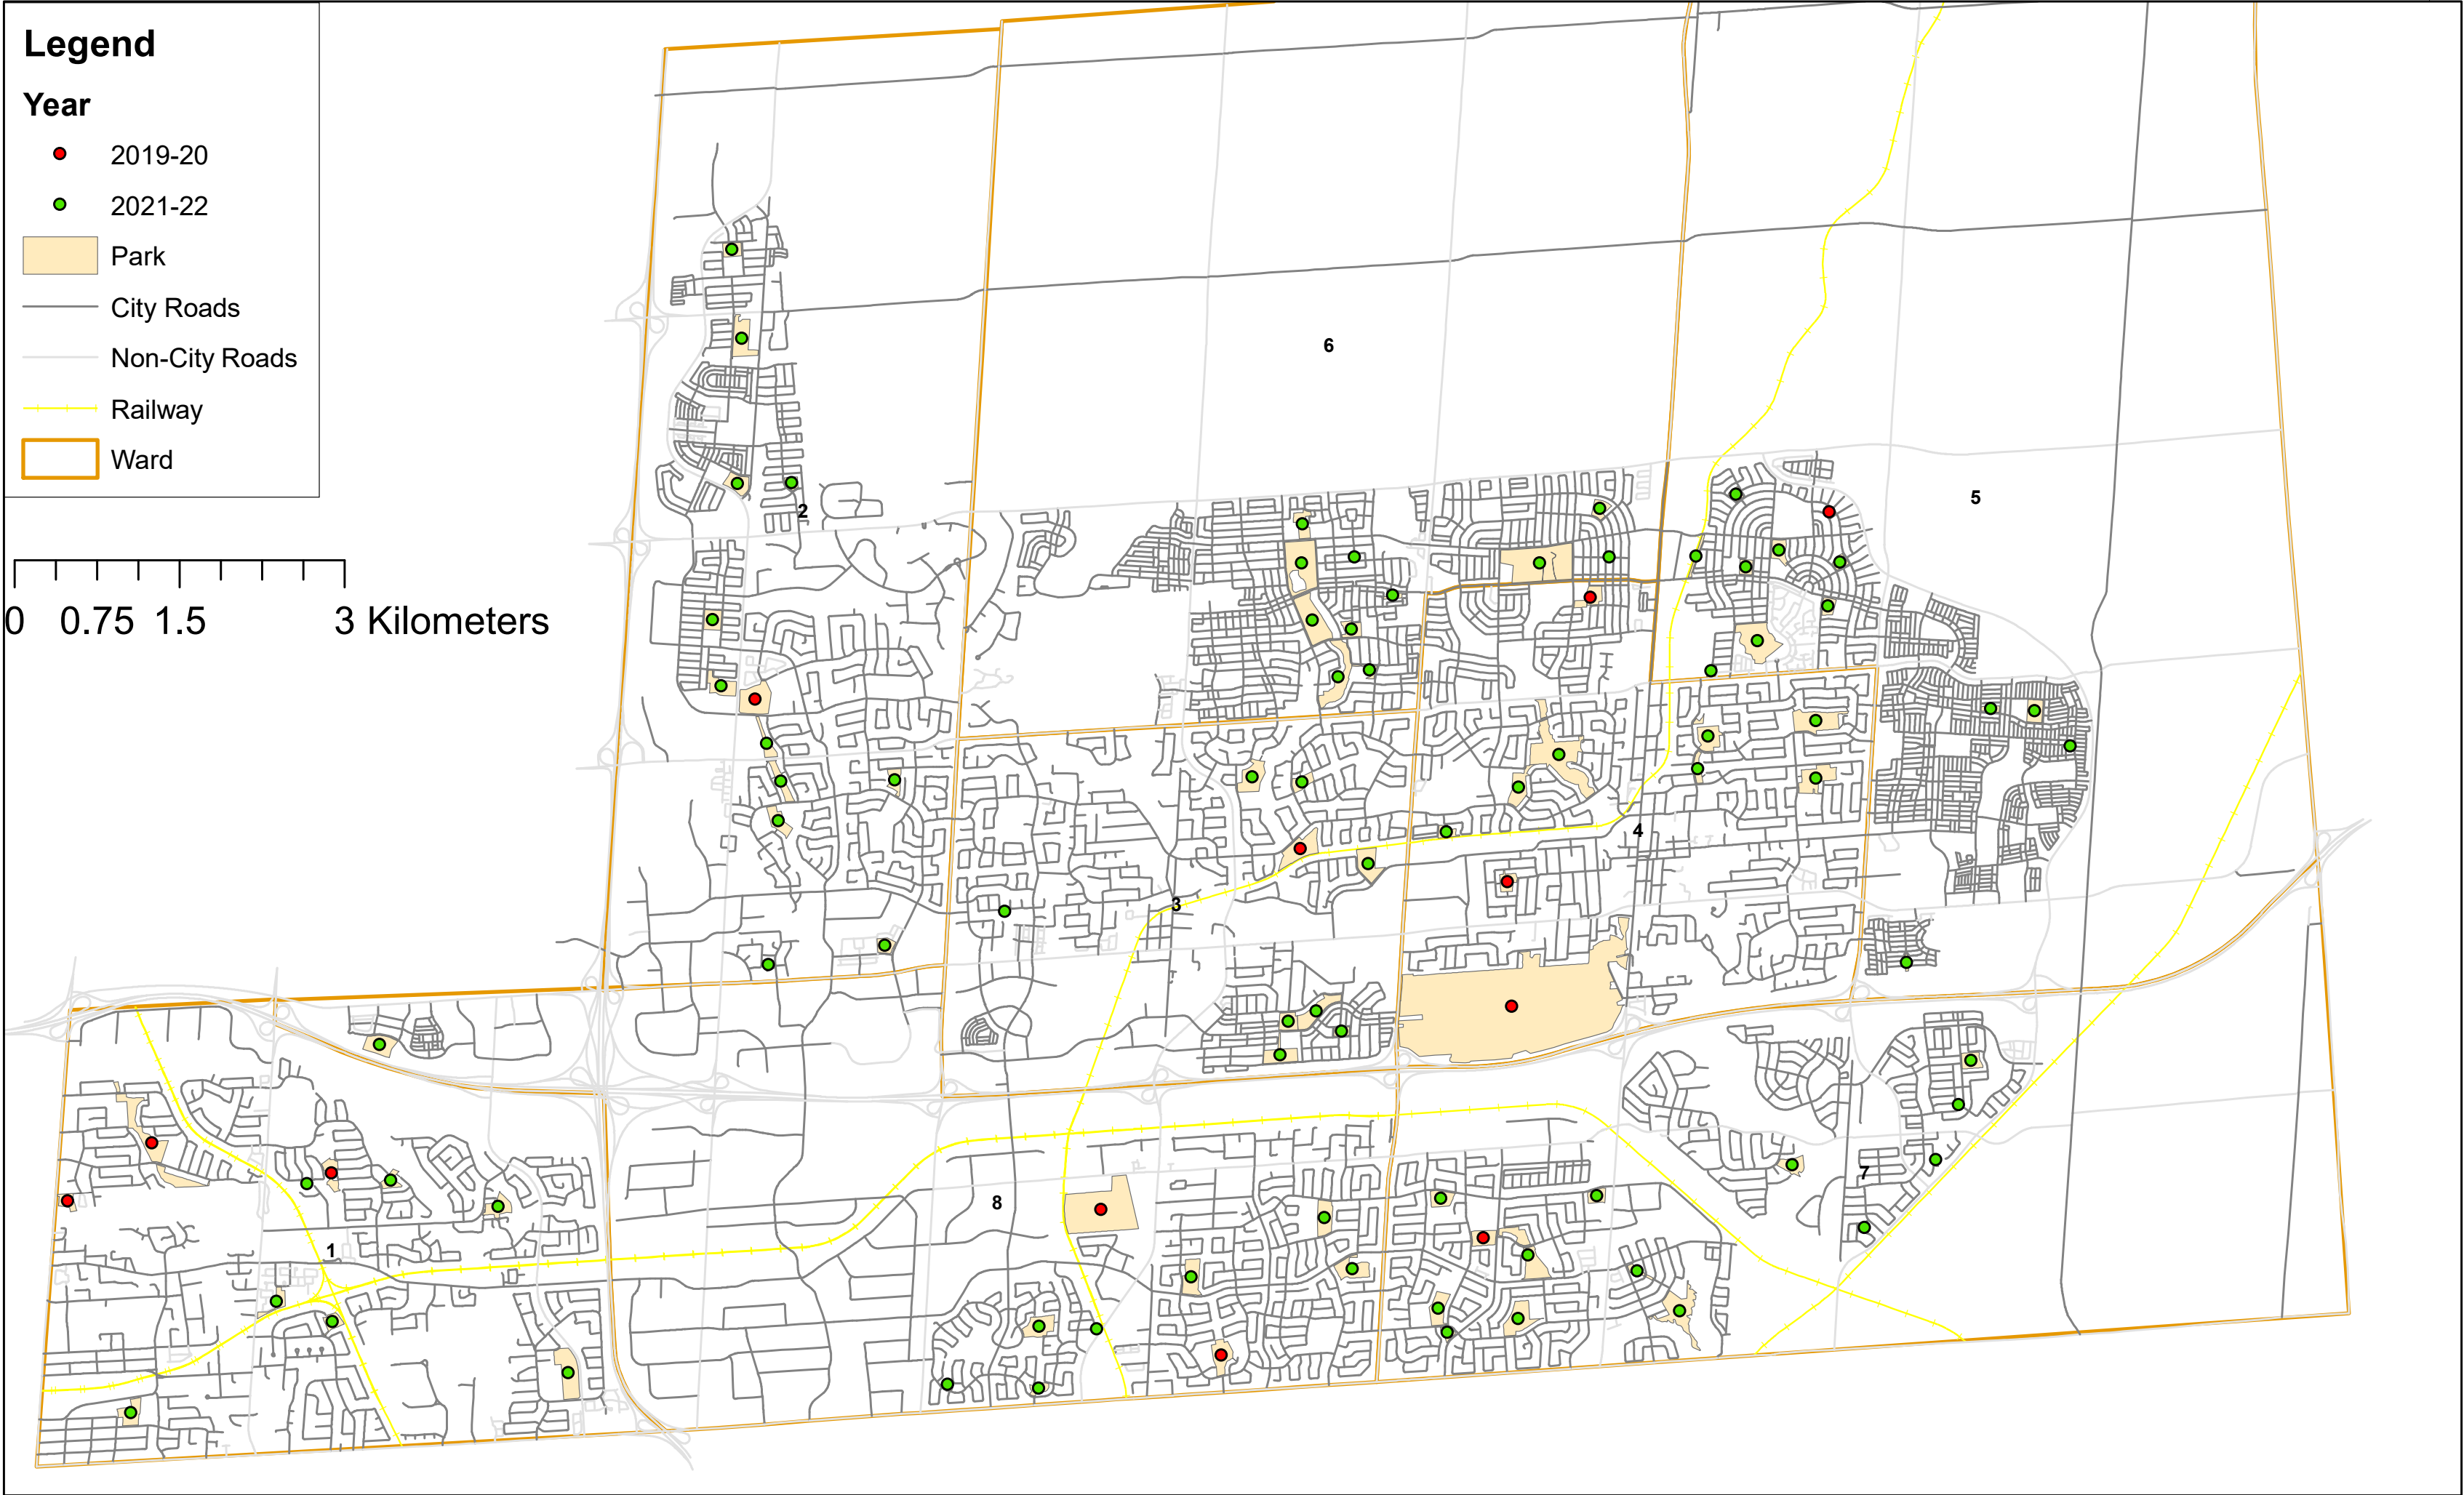 Legend
Year
2019-20
2021-22
Park
City Roads
Non-City Roads
Railway
Ward
0 0.75 1.5 3 Kilometers
6
5
2
4
3
7
8
1